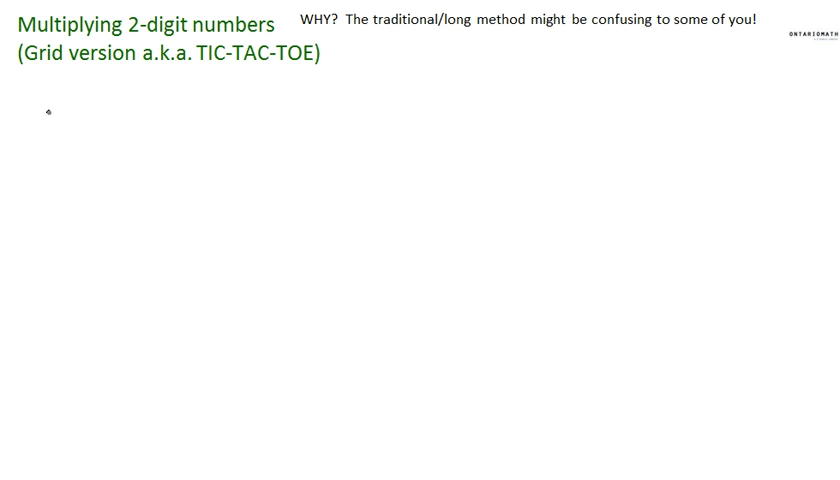 Multiplying 2-digit numbers
(Grid version a.k.a. TIC-TAC-TOE)
WHY? The traditional/long method might be confusing to some of you!
ONTARIOMATH